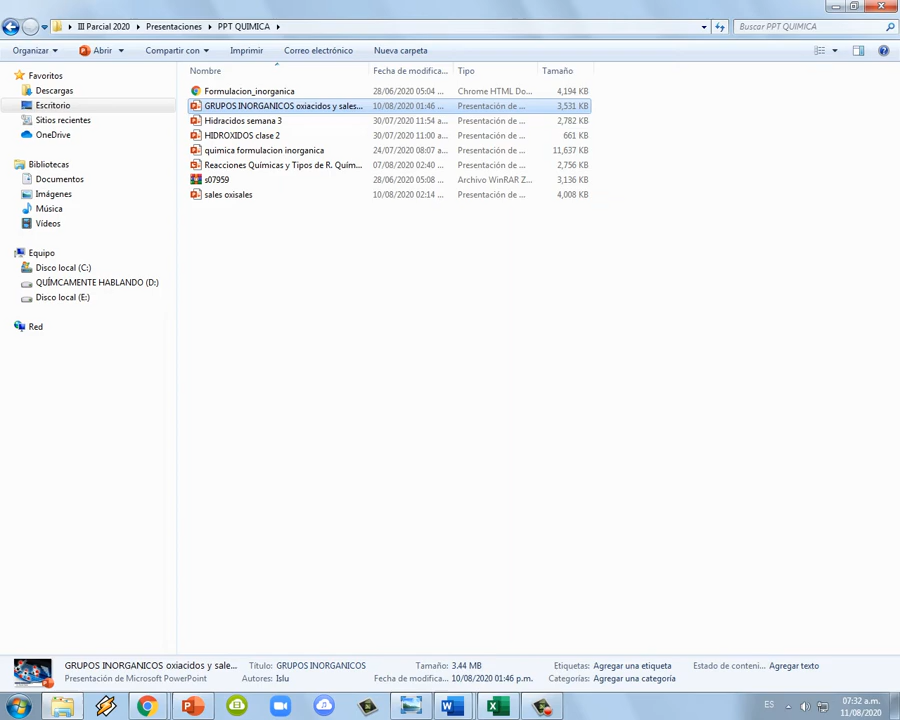 III Parcial 2020 Presentaciones PPT QUIMICA
Buscar PPT QUIMICA
Organizar Abrir Compartir con Imprimir Correo electrónico Nueva carpeta
Nombre Fecha de modifica... Tipo Tamaño
Favoritos
Descargas
Escritorio
Sitios recientes
OneDrive
Bibliotecas
Documentos
Imágenes
Música
Vídeos
Equipo
Disco local (C:)
QUÍMCAMENTE HABLANDO (D:)
Disco local (E:)
Red
Formulacion_inorganica 28/06/2020 05:04 ... Chrome HTML Do... 4,194 KB
GRUPOS INORGANICOS oxiacidos y sales... 10/08/2020 01:46 ... Presentación de ... 3,531 KB
Hidracidos semana 3 30/07/2020 11:54 a... Presentación de ... 2,782 KB
HIDROXIDOS clase 2 30/07/2020 11:00 a... Presentación de ... 661 KB
quimica formulacion inorganica 24/07/2020 08:07 a... Presentación de ... 11,637 KB
Reacciones Químicas y Tipos de R. Quím... 07/08/2020 02:40 ... Presentación de ... 2,756 KB
s07959 28/06/2020 05:08 ... Archivo WinRAR Z... 3,136 KB
sales oxisales 10/08/2020 02:14 ... Presentación de ... 4,008 KB
GRUPOS INORGANICOS oxiacidos y sale... Título: GRUPOS INORGANICOS Tamaño: 3.44 MB Etiquetas: Agregar una etiqueta Estado de conteni... Agregar texto
Presentación de Microsoft PowerPoint Autores: Islu Fecha de modifica... 10/08/2020 01:46 p.m. Categorías: Agregar una categoría
ES
07:32 a.m.
11/08/2020